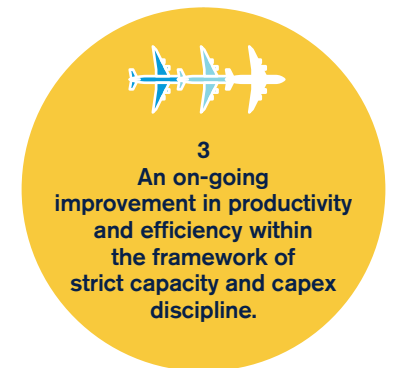 3
An on-going
improvement in productivity
and efficiency within
the framework of
strict capacity and capex
discipline.